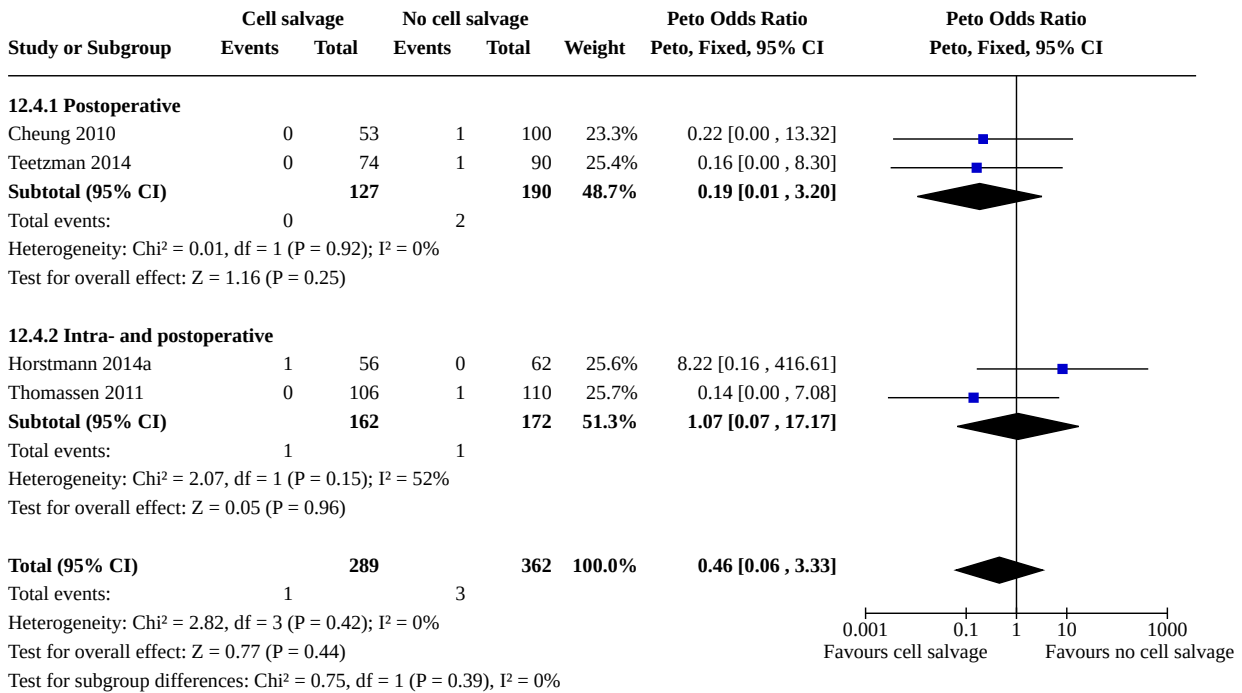 Cell salvage No cell salvage Peto Odds Ratio Peto Odds Ratio
Study or Subgroup Events Total Events Total Weight Peto, Fixed, 95% CI Peto, Fixed, 95% CI
12.4.1 Postoperative
Cheung 2010 0 53 1 100 23.3% 0.22 [0.00 , 13.32]
Teetzman 2014 0 74 1 90 25.4% 0.16 [0.00 , 8.30]
Subtotal (95% CI) 127 190 48.7% 0.19 [0.01 , 3.20]
Total events: 0 2
Heterogeneity: Chi² = 0.01, df = 1 (P = 0.92); I² = 0%
Test for overall effect: Z = 1.16 (P = 0.25)
12.4.2 Intra- and postoperative
Horstmann 2014a 1 56 0 62 25.6% 8.22 [0.16 , 416.61]
Thomassen 2011 0 106 1 110 25.7% 0.14 [0.00 , 7.08]
Subtotal (95% CI) 162 172 51.3% 1.07 [0.07 , 17.17]
Total events: 1 1
Heterogeneity: Chi² = 2.07, df = 1 (P = 0.15); I² = 52%
Test for overall effect: Z = 0.05 (P = 0.96)
Total (95% CI) 289 362 100.0% 0.46 [0.06 , 3.33]
Total events: 1 3
Heterogeneity: Chi² = 2.82, df = 3 (P = 0.42); I² = 0%
0.001 0.1 1 10 1000
Test for overall effect: Z = 0.77 (P = 0.44)
Favours cell salvage Favours no cell salvage
Test for subgroup differences: Chi² = 0.75, df = 1 (P = 0.39), I² = 0%